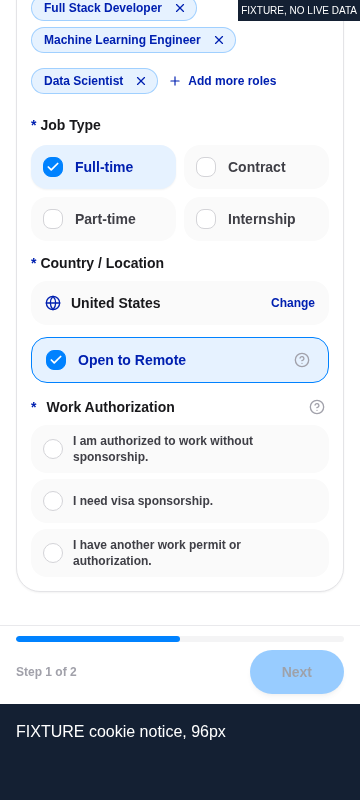 FIXTURE, NO LIVE DATA
Full Stack Developer
Machine Learning Engineer
Data Scientist
Add more roles
* Job Type
Full-time
Contract
Part-time
Internship
* Country / Location
United States
Change
Open to Remote
* Work Authorization
I am authorized to work without
sponsorship.
I need visa sponsorship.
I have another work permit or
authorization.
Step 1 of 2
Next
FIXTURE cookie notice, 96px